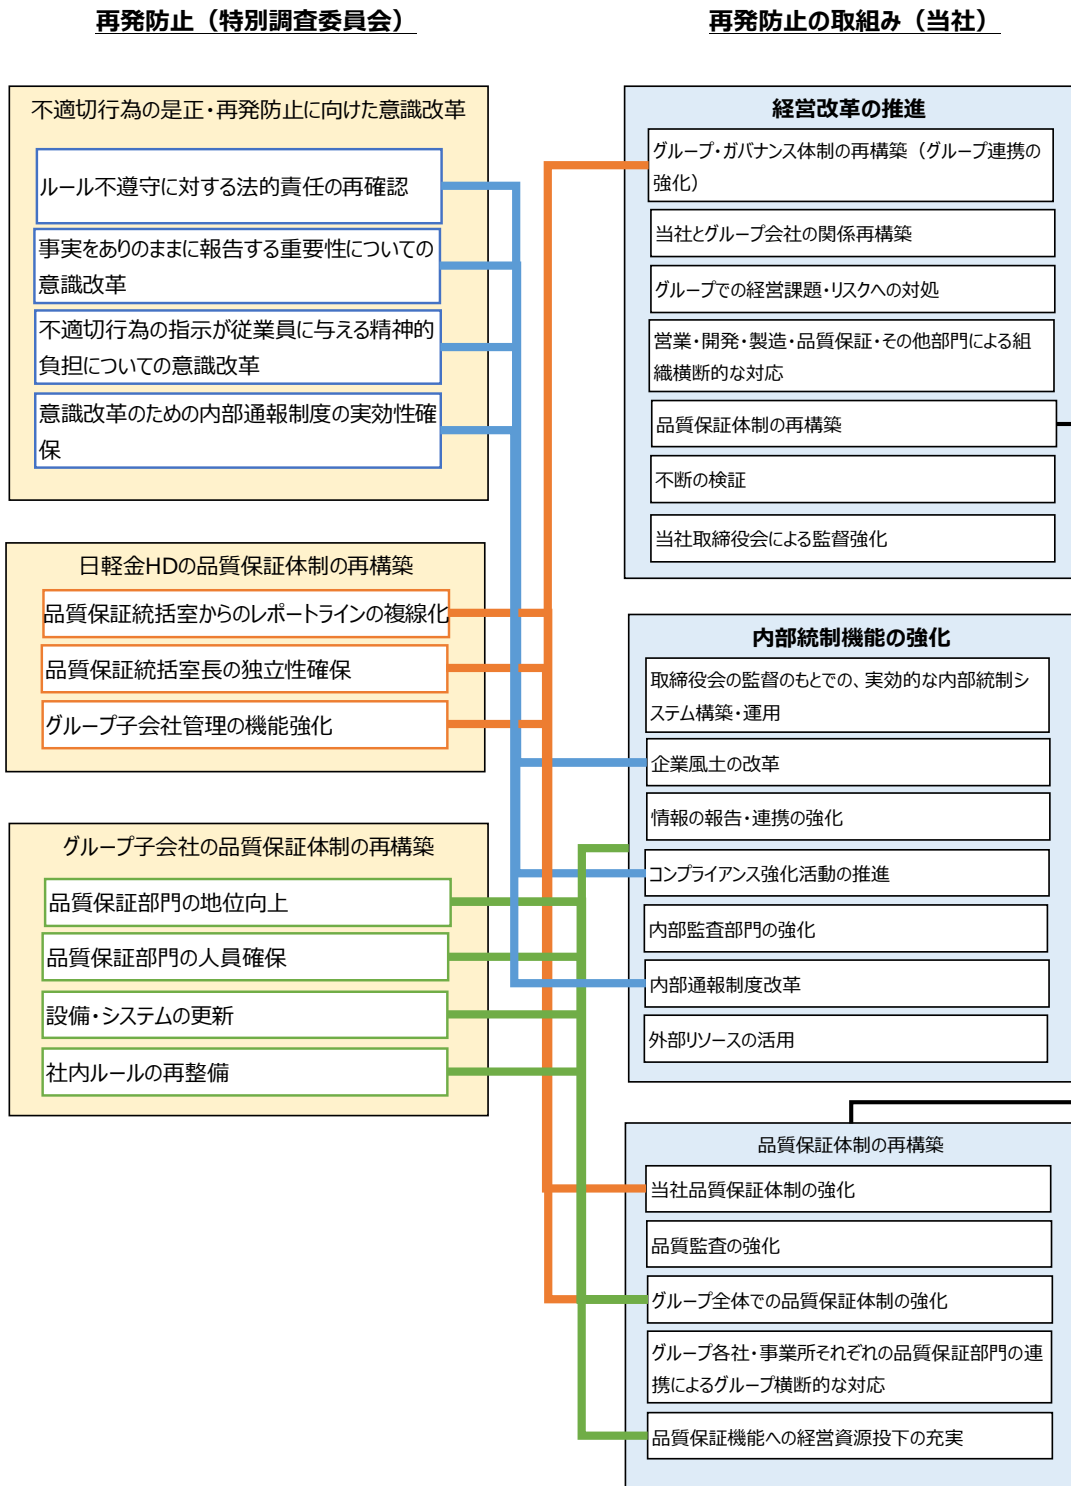 再発防止（特別調査委員会）
不適切行為の是正・再発防止に向けた意識改革
ルール不遵守に対する法的責任の再確認
事実をありのままに報告する重要性についての
意識改革
不適切行為の指示が従業員に与える精神的
負担についての意識改革
意識改革のための内部通報制度の実効性確
保
日軽金HDの品質保証体制の再構築
品質保証統括室からのレポートラインの複線化
品質保証統括室長の独立性確保
グループ子会社管理の機能強化
グループ子会社の品質保証体制の再構築
品質保証部門の地位向上
品質保証部門の人員確保
設備・システムの更新
社内ルールの再整備
再発防止の取組み（当社）
経営改革の推進
グループ・ガバナンス体制の再構築（グループ連携の
強化）
当社とグループ会社の関係再構築
グループでの経営課題・リスクへの対処
営業・開発・製造・品質保証・その他部門による組
織横断的な対応
品質保証体制の再構築
不断の検証
当社取締役会による監督強化
内部統制機能の強化
取締役会の監督のもとでの、実効的な内部統制シ
ステム構築・運用
企業風土の改革
情報の報告・連携の強化
コンプライアンス強化活動の推進
内部監査部門の強化
内部通報制度改革
外部リソースの活用
品質保証体制の再構築
当社品質保証体制の強化
品質監査の強化
グループ全体での品質保証体制の強化
グループ各社・事業所それぞれの品質保証部門の連
携によるグループ横断的な対応
品質保証機能への経営資源投下の充実